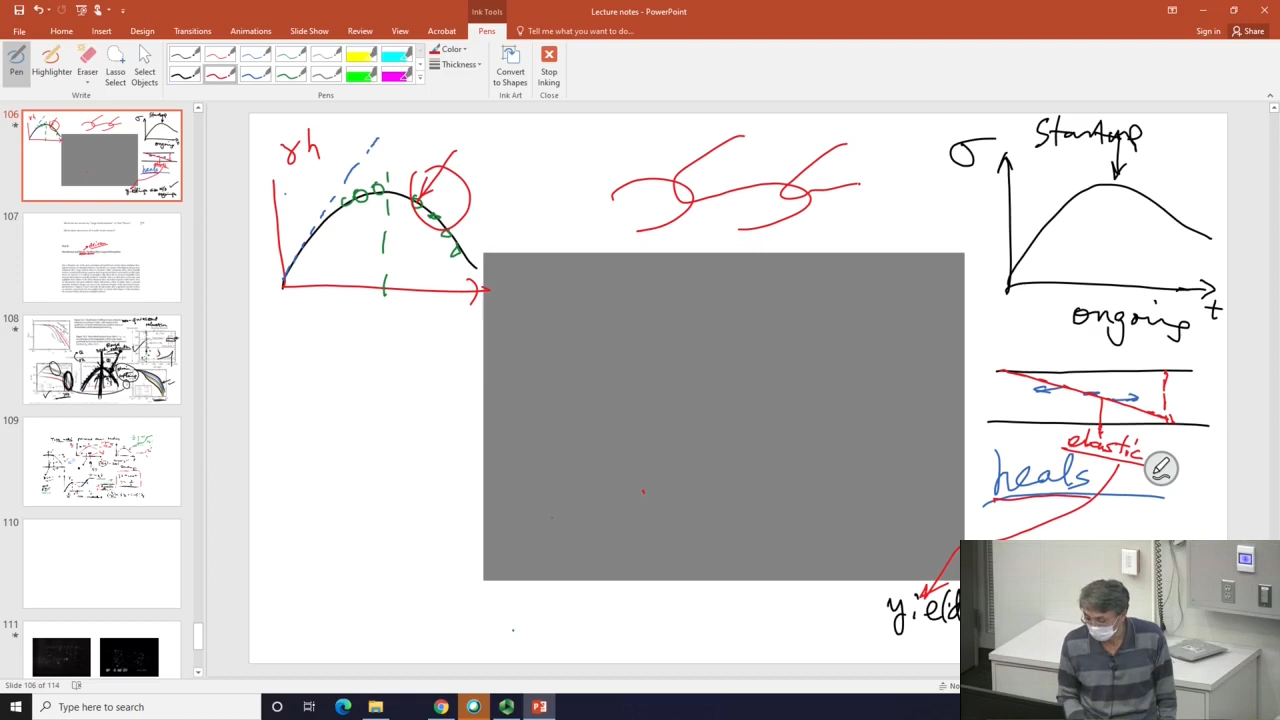 Ink Tools
Lecture notes - PowerPoint
File Home Insert Design Transitions Animations Slide Show Review View Acrobat Pens Tell me what you want to do... Sign in Share
Pen Highlighter Eraser Lasso Select Select Objects
Color
Thickness
Convert to Shapes
Stop Inking
Write Pens Ink Art Close
106
107
108
109
110
111
γh
σ
Startup
t
ongoing
elastic
heals
Slide 106 of 114
Type here to search